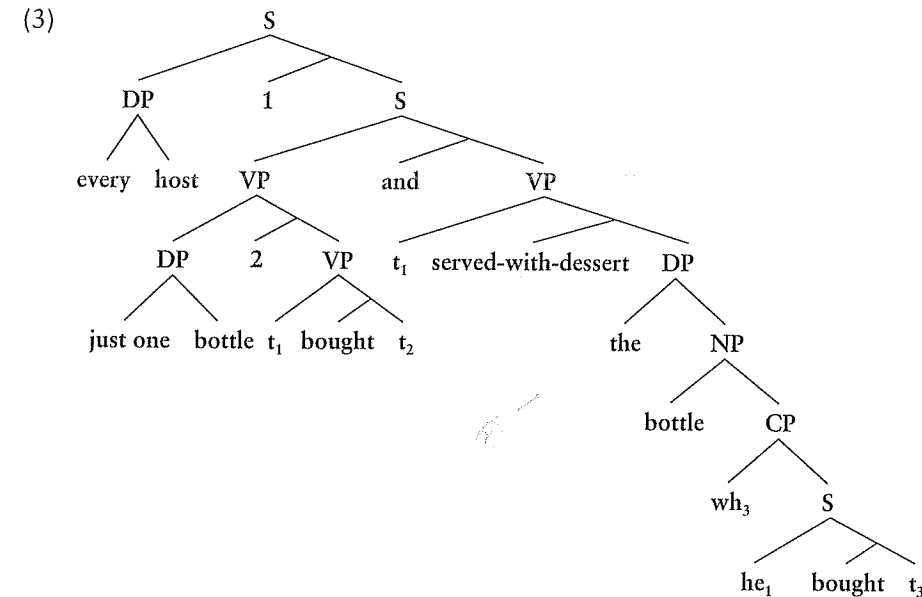 (3) S
DP 1 S
every host VP and VP
DP 2 VP t₁ served-with-dessert DP
just one bottle t₁ bought t₂ the NP
bottle CP
wh₃ S
he₁ bought t₃